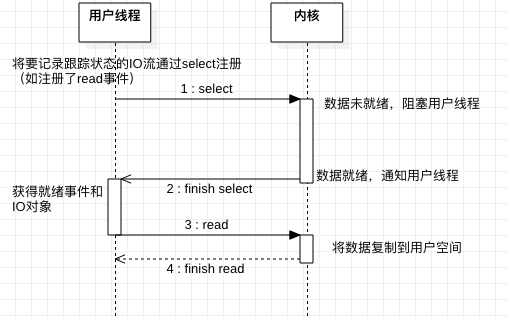 用户线程
内核
将要记录跟踪状态的IO流通过select注册
（如注册了read事件）
1 : select
数据未就绪，阻塞用户线程
数据就绪，通知用户线程
2 : finish select
获得就绪事件和
IO对象
3 : read
将数据复制到用户空间
4 : finish read